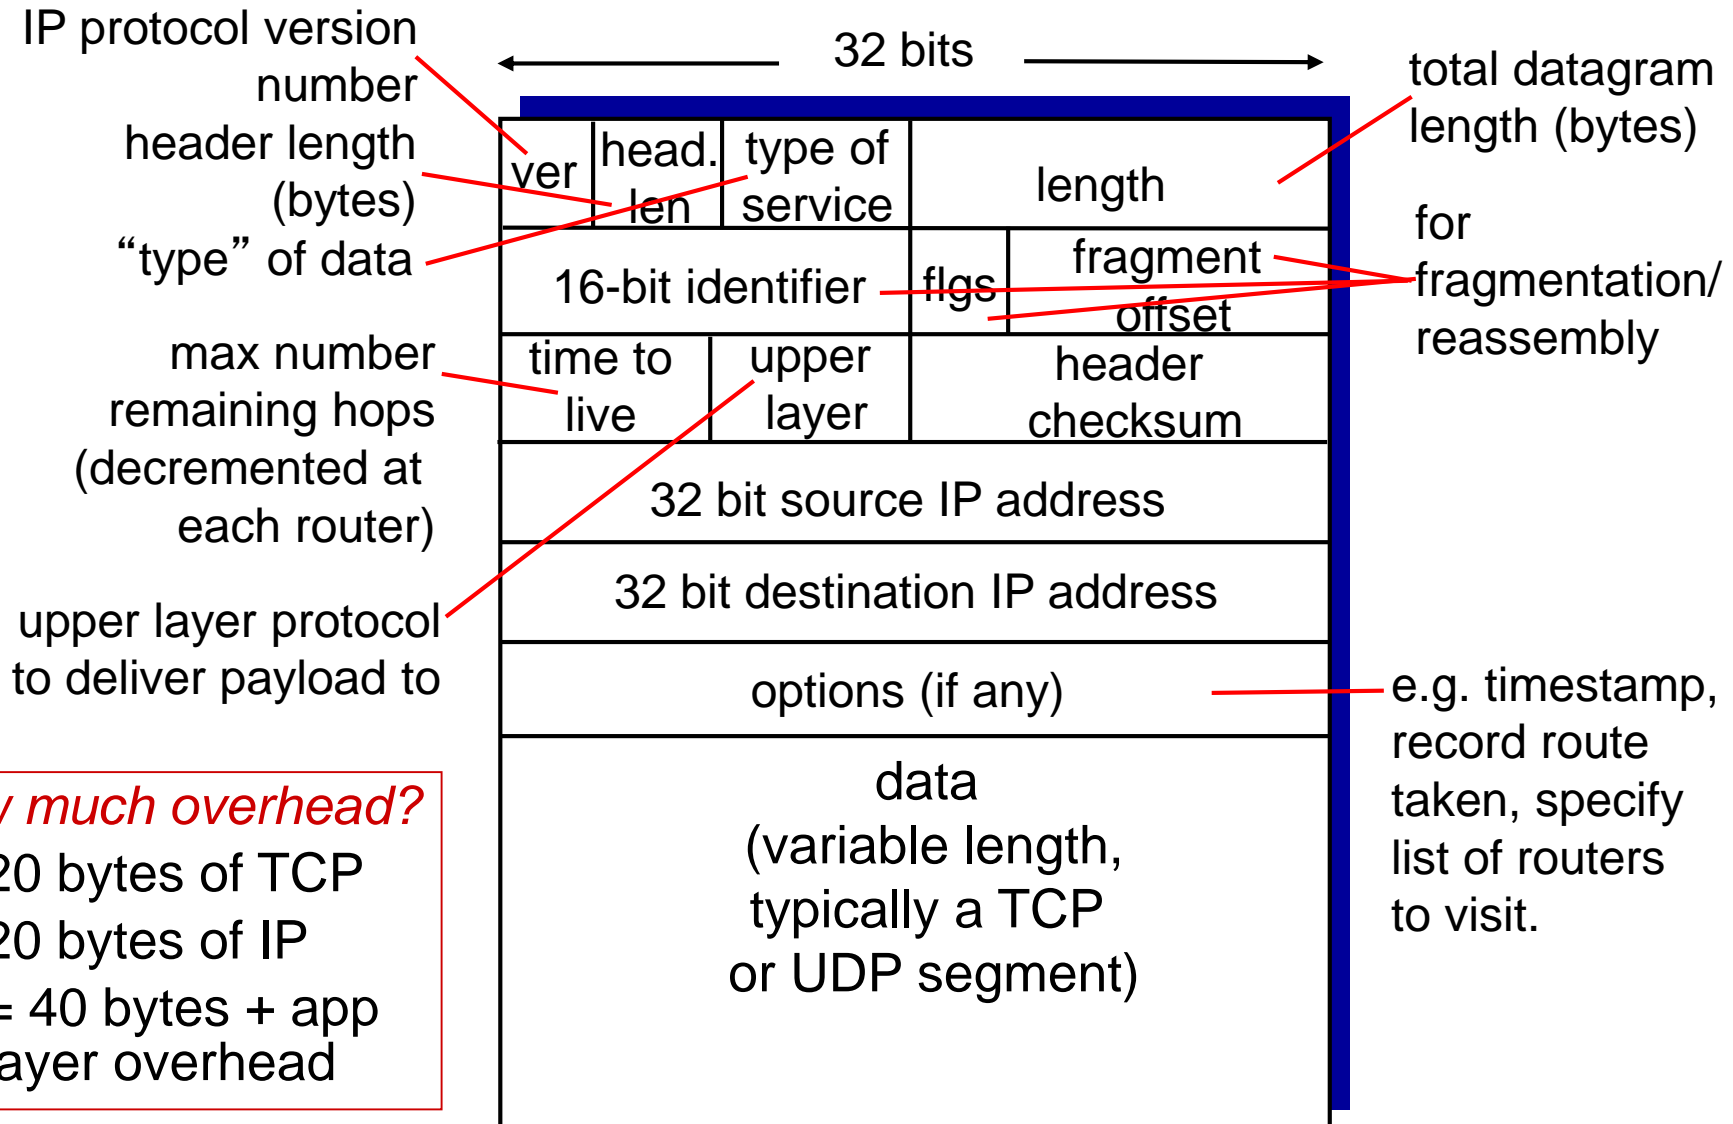 IP protocol version
number
header length
(bytes)
“type” of data
max number
remaining hops
(decremented at
each router)
upper layer protocol
to deliver payload to
much overhead?
20 bytes of TCP
20 bytes of IP
= 40 bytes + app
overhead
32 bits
ver
head.
len
type of
service
length
16-bit identifier
flgs
fragment
offset
time to
live
upper
layer
header
checksum
32 bit source IP address
32 bit destination IP address
options (if any)
data
(variable length,
typically a TCP
or UDP segment)
total datagram
length (bytes)
for
fragmentation/
reassembly
e.g. timestamp,
record route
taken, specify
list of routers
to visit.